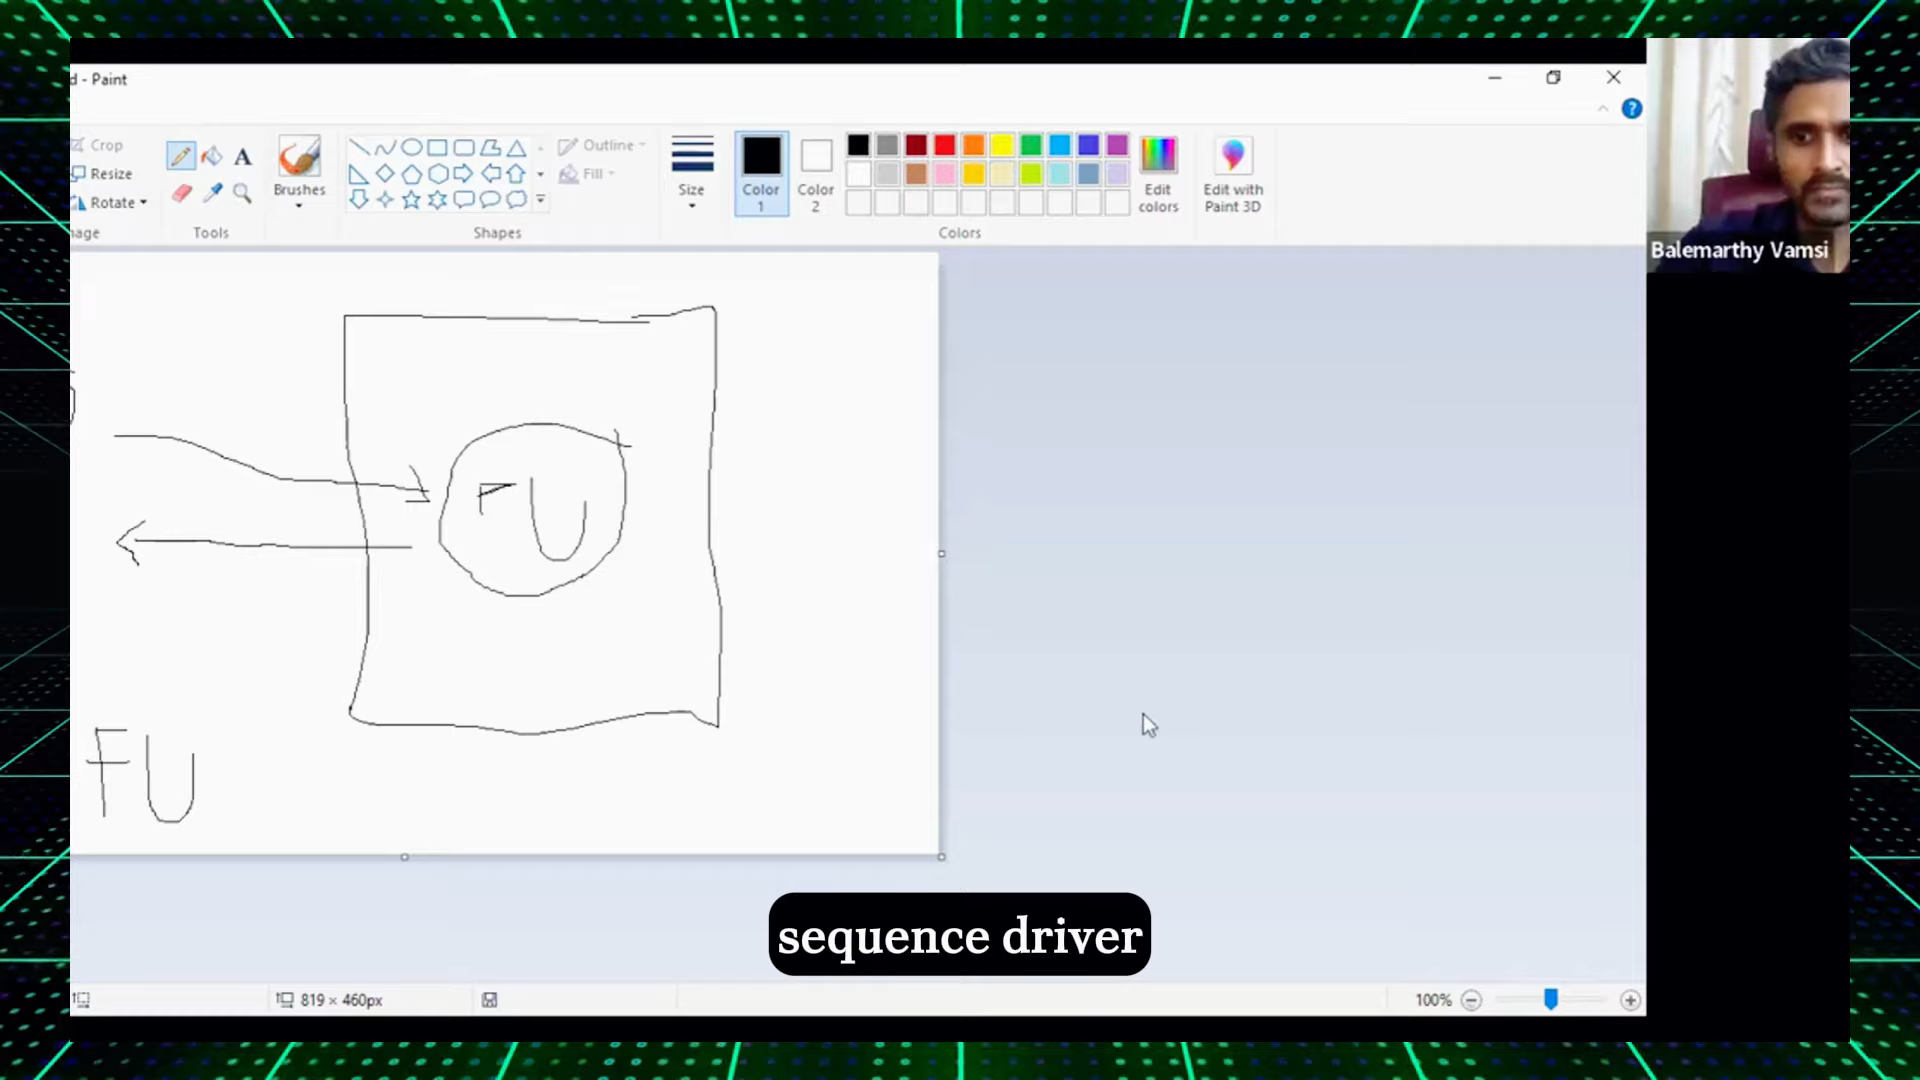 d - Paint
Crop
Resize
Rotate
nage
Tools
Brushes
Shapes
Outline
Fill
Size
Color
1
Color
2
Colors
Edit
colors
Edit with
Paint 3D
?
Balemarthy Vamsi
FU
FU
sequence driver
819 × 460px
100%